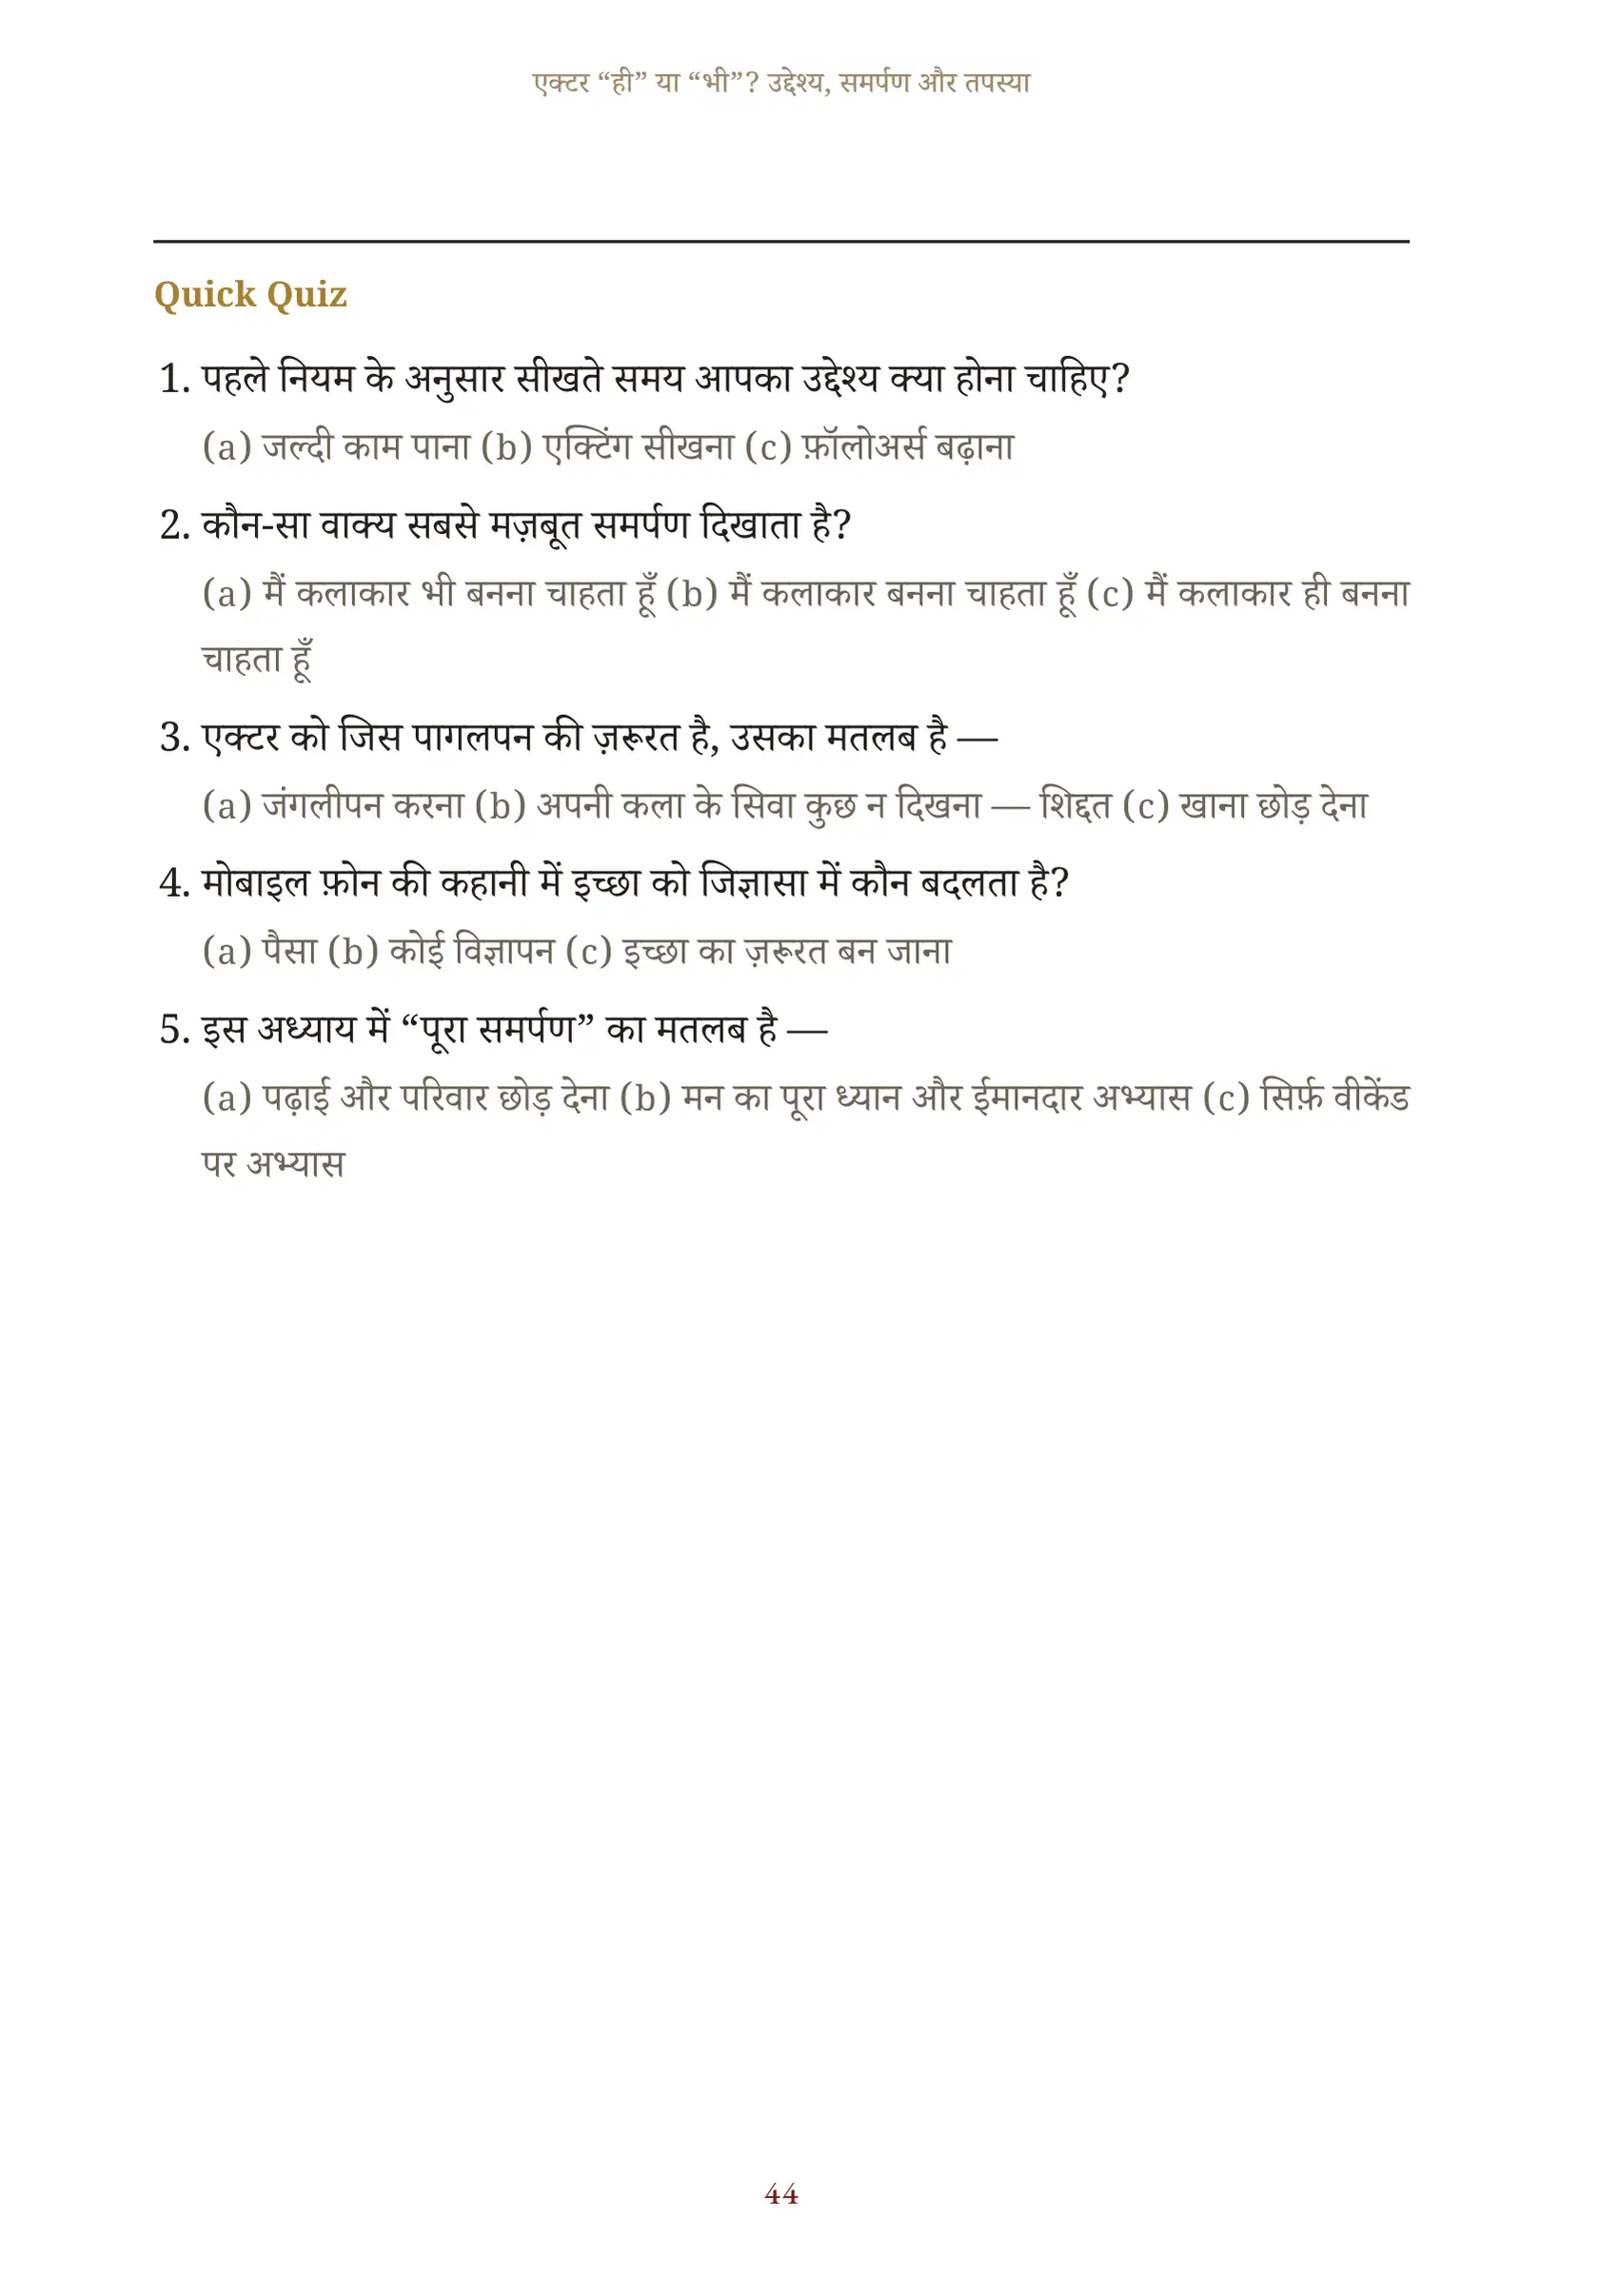 एक्टर “ही” या “भी”? उद्देश्य, समर्पण और तपस्या
Quick Quiz
1. पहले नियम के अनुसार सीखते समय आपका उद्देश्य क्या होना चाहिए?
(a) जल्दी काम पाना (b) एक्टिंग सीखना (c) फ़ॉलोअर्स बढ़ाना
2. कौन-सा वाक्य सबसे मज़बूत समर्पण दिखाता है?
(a) मैं कलाकार भी बनना चाहता हूँ (b) मैं कलाकार बनना चाहता हूँ (c) मैं कलाकार ही बनना
चाहता हूँ
3. एक्टर को जिस पागलपन की ज़रूरत है, उसका मतलब है —
(a) जंगलीपन करना (b) अपनी कला के सिवा कुछ न दिखना — शिद्दत (c) खाना छोड़ देना
4. मोबाइल फ़ोन की कहानी में इच्छा को जिज्ञासा में कौन बदलता है?
(a) पैसा (b) कोई विज्ञापन (c) इच्छा का ज़रूरत बन जाना
5. इस अध्याय में “पूरा समर्पण” का मतलब है —
(a) पढ़ाई और परिवार छोड़ देना (b) मन का पूरा ध्यान और ईमानदार अभ्यास (c) सिर्फ़ वीकेंड
पर अभ्यास
44